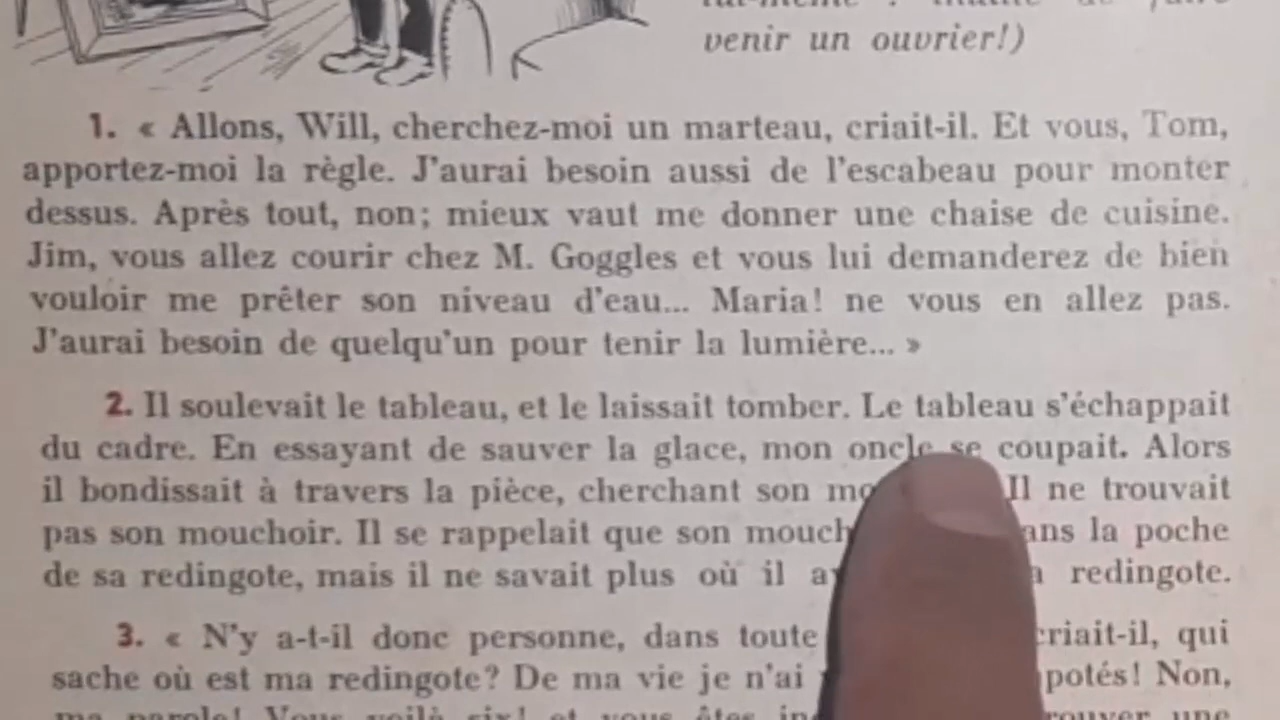 venir un ouvrier!)
1. « Allons, Will, cherchez-moi un marteau, criait-il. Et vous, Tom,
apportez-moi la règle. J'aurai besoin aussi de l'escabeau pour monter
dessus. Après tout, non; mieux vaut me donner une chaise de cuisine.
Jim, vous allez courir chez M. Goggles et vous lui demanderez de bien
vouloir me prêter son niveau d'eau... Maria! ne vous en allez pas.
J'aurai besoin de quelqu'un pour tenir la lumière... »
2. Il soulevait le tableau, et le laissait tomber. Le tableau s'échappait
du cadre. En essayant de sauver la glace, mon oncle se coupait. Alors
il bondissait à travers la pièce, cherchant son Il ne trouvait
pas son mouchoir. Il se rappelait que son la poche
de sa redingote, mais il ne savait plus où il redingote.
3. « N'y a-t-il donc personne, dans toute criait-il, qui
sache où est ma redingote? De ma vie je n'ai Non,